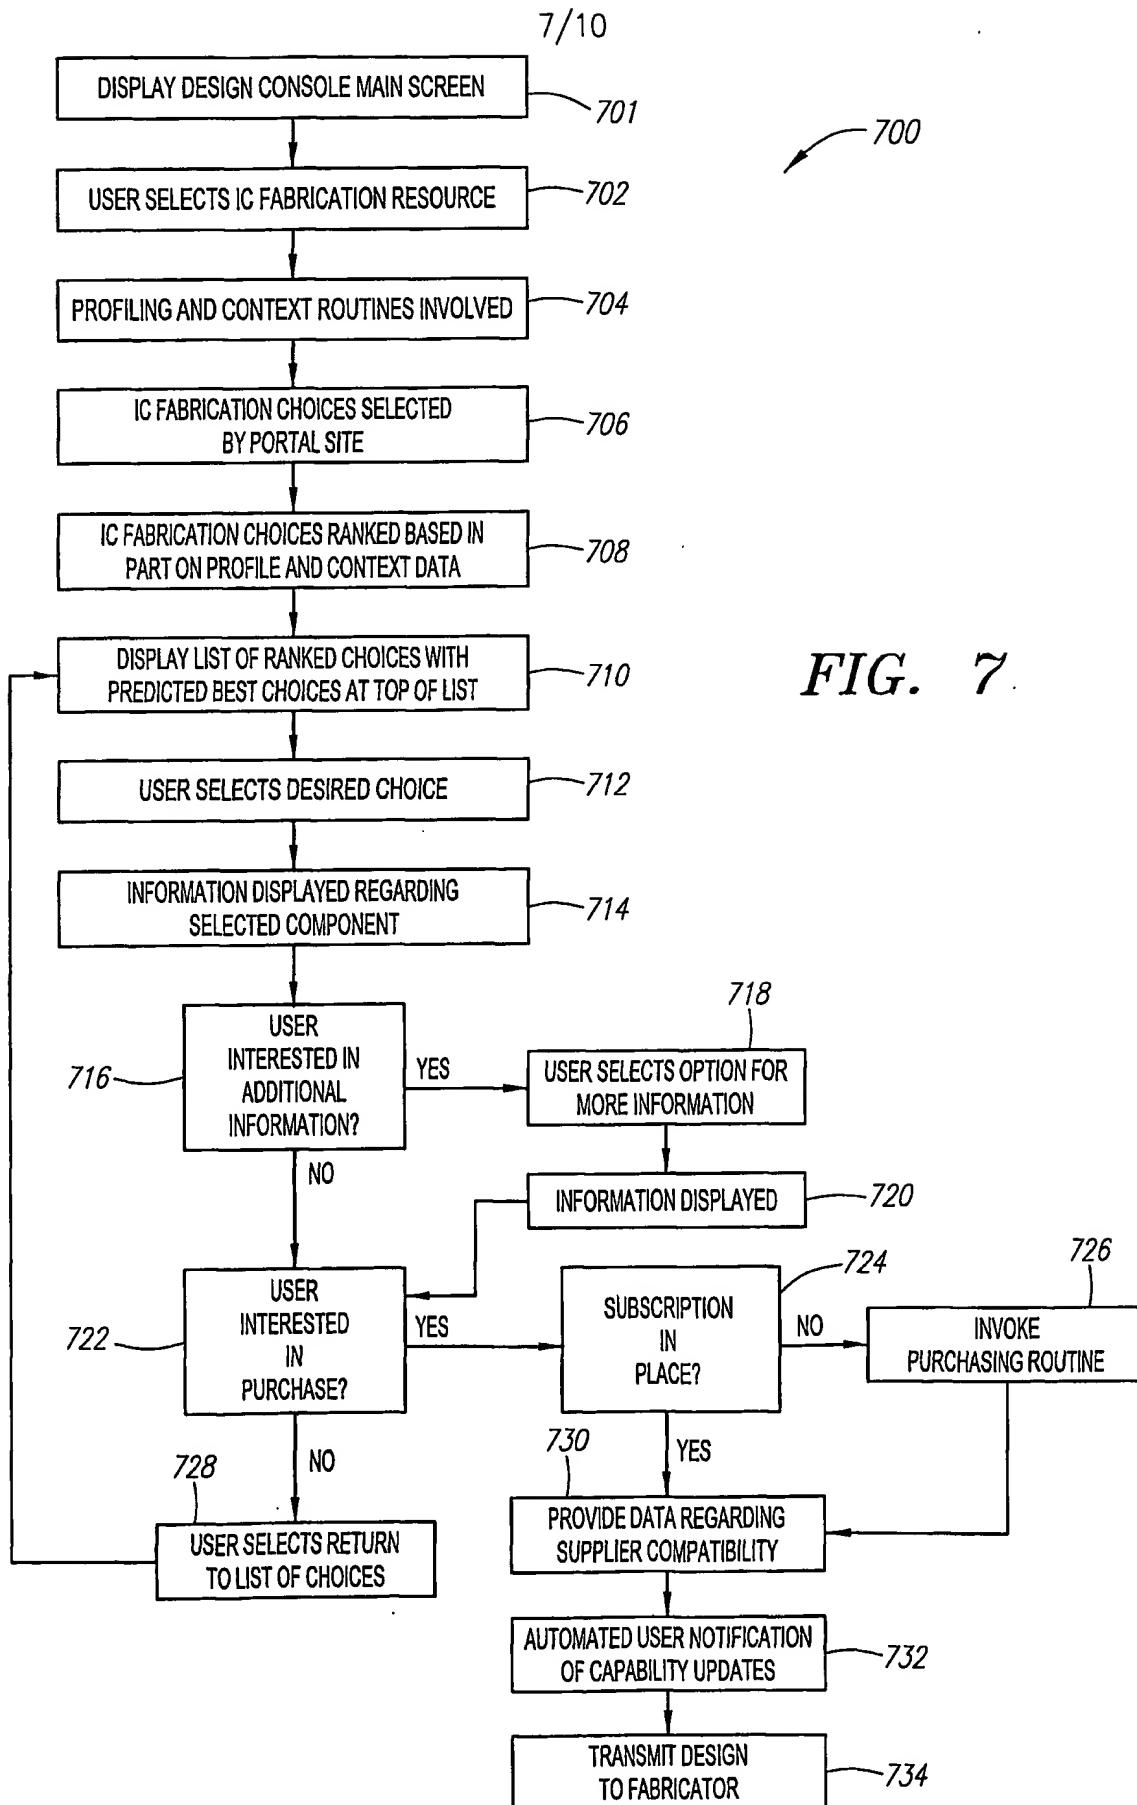 7/10
DISPLAY DESIGN CONSOLE MAIN SCREEN
701
700
USER SELECTS IC FABRICATION RESOURCE
702
PROFILING AND CONTEXT ROUTINES INVOLVED
704
IC FABRICATION CHOICES SELECTED
BY PORTAL SITE
706
IC FABRICATION CHOICES RANKED BASED IN
PART ON PROFILE AND CONTEXT DATA
708
DISPLAY LIST OF RANKED CHOICES WITH
PREDICTED BEST CHOICES AT TOP OF LIST
710
FIG. 7
USER SELECTS DESIRED CHOICE
712
INFORMATION DISPLAYED REGARDING
SELECTED COMPONENT
714
USER
INTERESTED IN
ADDITIONAL
INFORMATION?
716
YES
NO
718
USER SELECTS OPTION FOR
MORE INFORMATION
INFORMATION DISPLAYED
720
USER
INTERESTED
IN
PURCHASE?
722
YES
NO
SUBSCRIPTION
IN
PLACE?
724
NO
YES
726
INVOKE
PURCHASING ROUTINE
728
USER SELECTS RETURN
TO LIST OF CHOICES
730
PROVIDE DATA REGARDING
SUPPLIER COMPATIBILITY
AUTOMATED USER NOTIFICATION
OF CAPABILITY UPDATES
732
TRANSMIT DESIGN
TO FABRICATOR
734